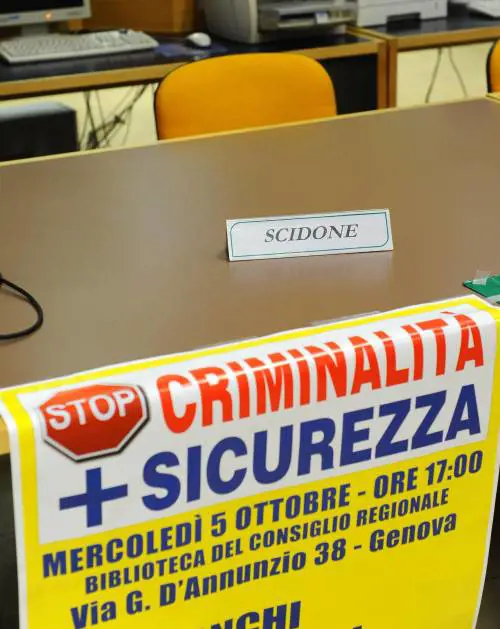 SCIDONE
STOP CRIMINALITÀ
+ SICUREZZA
MERCOLEDÌ 5 OTTOBRE - ORE 17:00
BIBLIOTECA DEL CONSIGLIO REGIONALE
Via G. D'Annunzio 38 - Genova